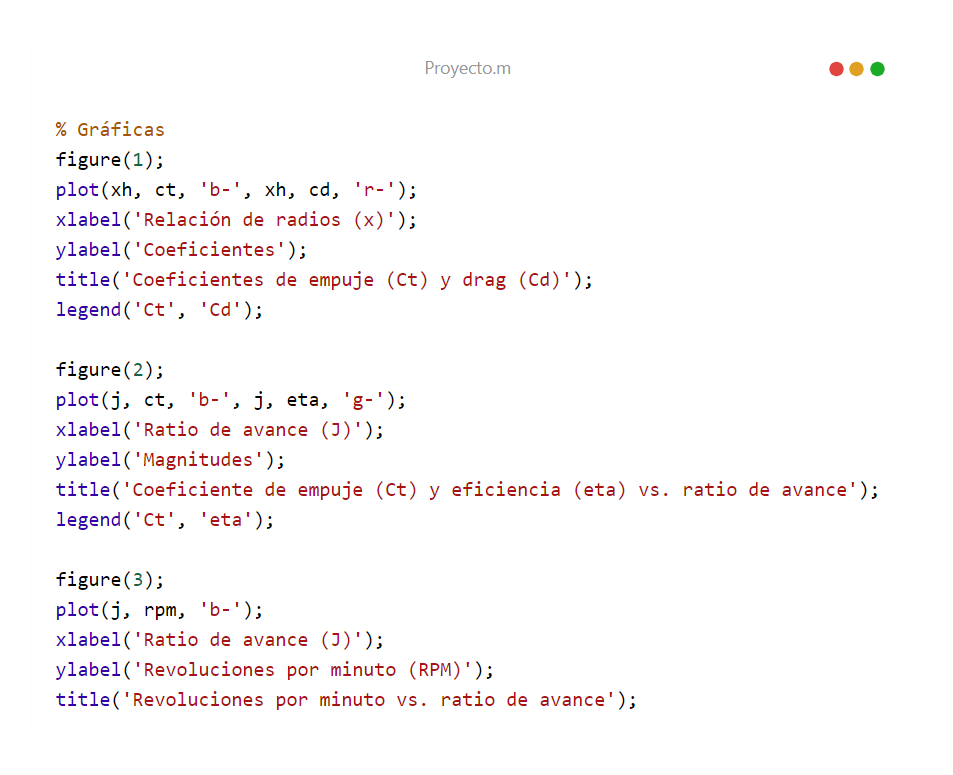 Proyecto.m
% Gráficas
figure(1);
plot(xh, ct, 'b-', xh, cd, 'r-');
xlabel('Relación de radios (x)');
ylabel('Coeficientes');
title('Coeficientes de empuje (Ct) y drag (Cd)');
legend('Ct', 'Cd');

figure(2);
plot(j, ct, 'b-', j, eta, 'g-');
xlabel('Ratio de avance (J)');
ylabel('Magnitudes');
title('Coeficiente de empuje (Ct) y eficiencia (eta) vs. ratio de avance');
legend('Ct', 'eta');

figure(3);
plot(j, rpm, 'b-');
xlabel('Ratio de avance (J)');
ylabel('Revoluciones por minuto (RPM)');
title('Revoluciones por minuto vs. ratio de avance');